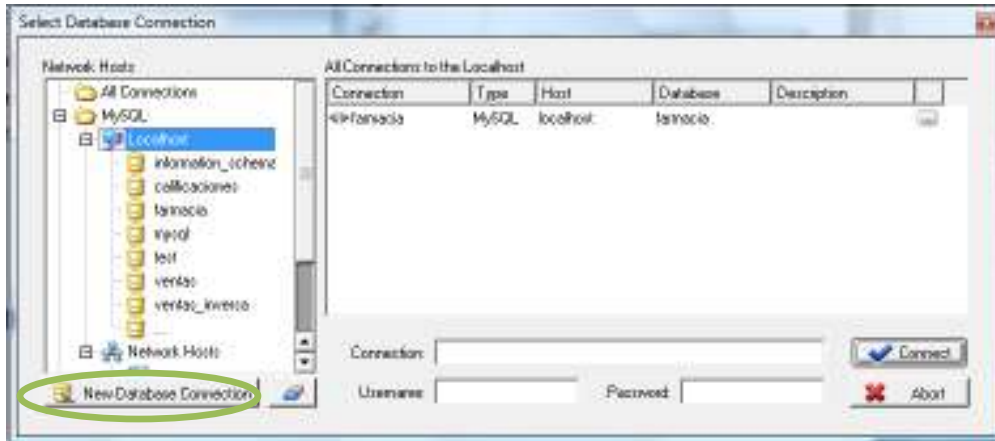 Select Database Connection
Network Hosts
All Connections
MySQL
Localhost
information_schema
calificaciones
farmacia
mysql
test
ventas
ventas_inversa
...
Network Hosts
New Database Connection
All Connections to the Localhost
Connection Type Host Database Description
farmacia MySQL localhost farmacia
Connection
Username Password
Connect
Abort